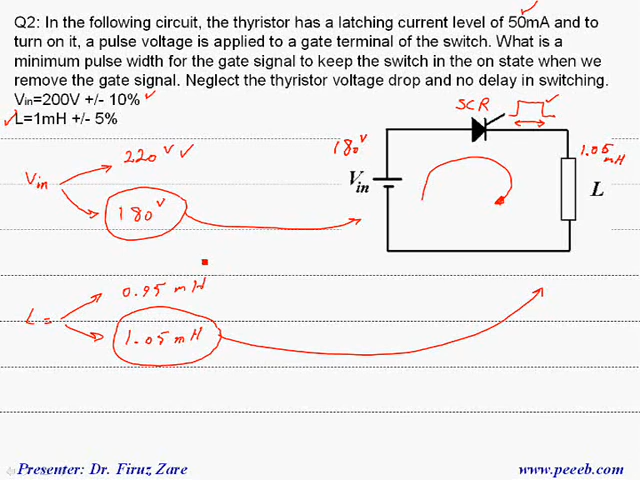 Q2: In the following circuit, the thyristor has a latching current level of 50mA and to
turn on it, a pulse voltage is applied to a gate terminal of the switch. What is a
minimum pulse width for the gate signal to keep the switch in the on state when we
remove the gate signal. Neglect the thyristor voltage drop and no delay in switching.
Vin=200V +/- 10%
L=1mH +/- 5%
SCR
180 V
1.05 mH
220 V
Vin
180 V
Vin
L
0.95 mH
L =
1.05 mH
Presenter: Dr. Firuz Zare
www.peeeb.com